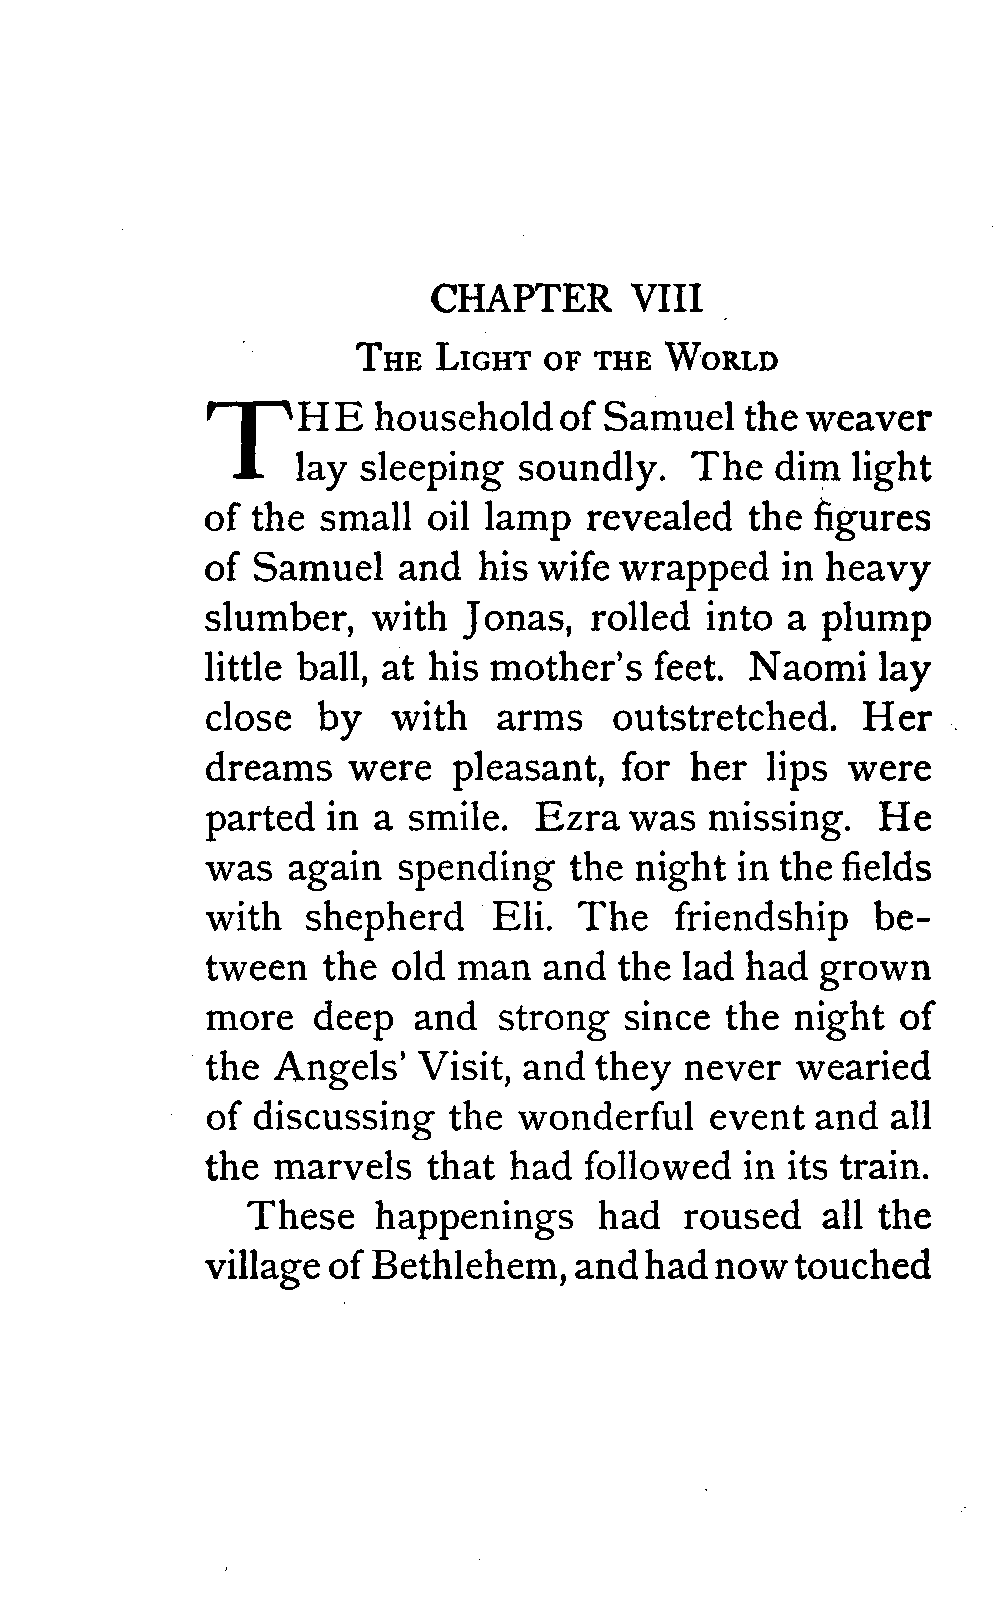 CHAPTER VIII
THE LIGHT OF THE WORLD
THE household of Samuel the weaver
lay sleeping soundly. The dim light
of the small oil lamp revealed the figures
of Samuel and his wife wrapped in heavy
slumber, with Jonas, rolled into a plump
little ball, at his mother's feet. Naomi lay
close by with arms outstretched. Her
dreams were pleasant, for her lips were
parted in a smile. Ezra was missing. He
was again spending the night in the fields
with shepherd Eli. The friendship be-
tween the old man and the lad had grown
more deep and strong since the night of
the Angels' Visit, and they never wearied
of discussing the wonderful event and all
the marvels that had followed in its train.
These happenings had roused all the
village of Bethlehem, and had now touched